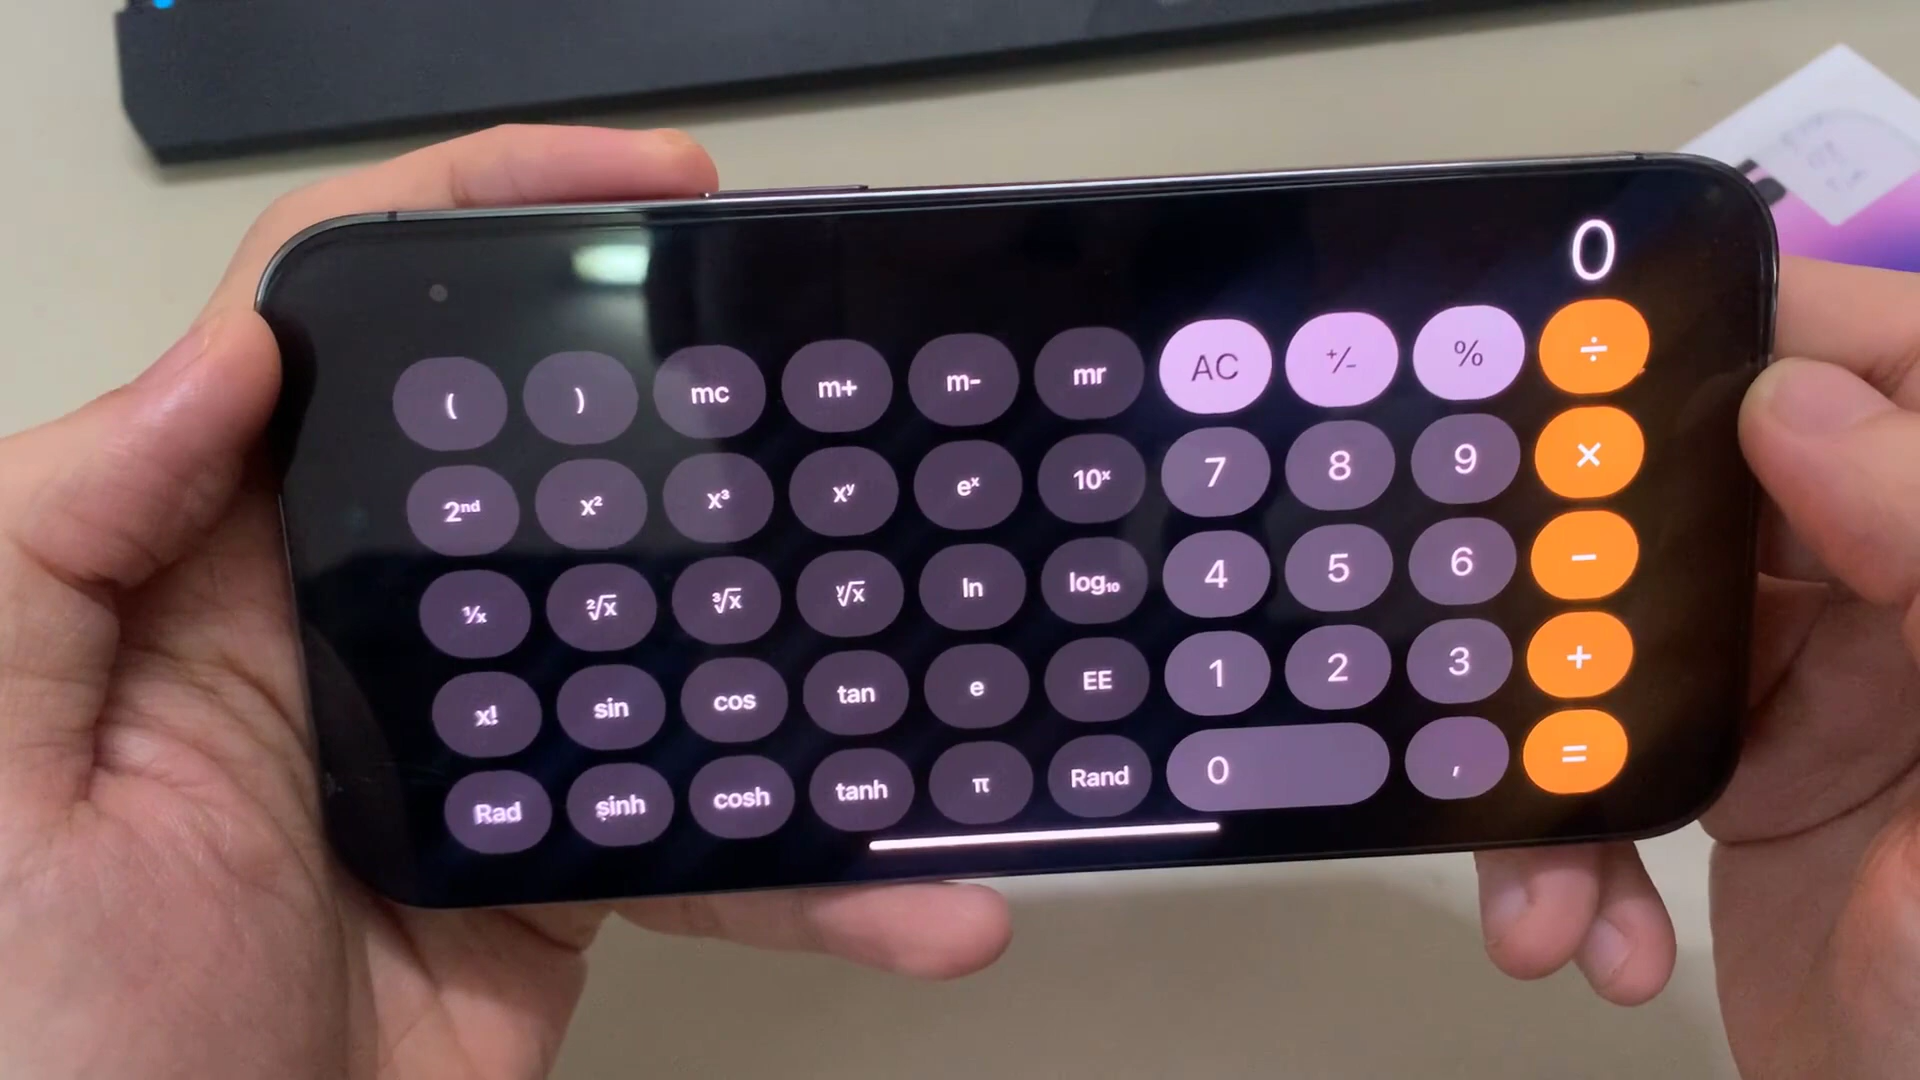 0
( ) mc m+ m- mr AC +/- % ÷
2ⁿᵈ x² x³ xʸ eˣ 10ˣ 7 8 9 ×
¹/x ²√x ³√x ʸ√x ln log₁₀ 4 5 6 −
x! sin cos tan e EE 1 2 3 +
Rad sinh cosh tanh π Rand 0 , =